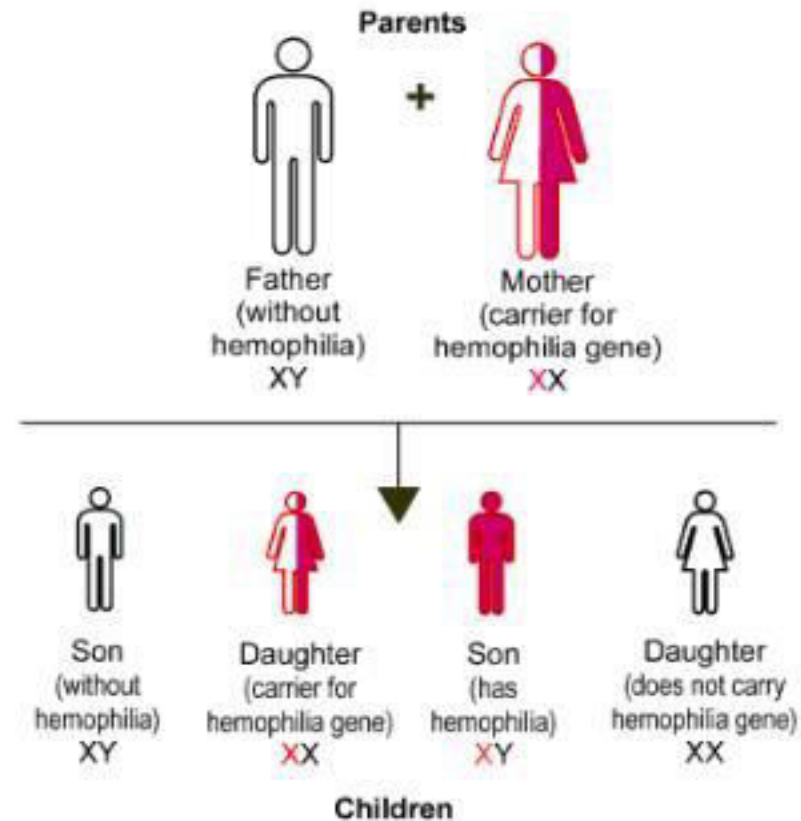 Parents
+
Father
(without
hemophilia)
XY
Mother
(carrier for
hemophilia gene)
XX
Son
(without
hemophilia)
XY
Daughter
(carrier for
hemophilia gene)
XX
Son
(has
hemophilia)
XY
Daughter
(does not carry
hemophilia gene)
XX
Children